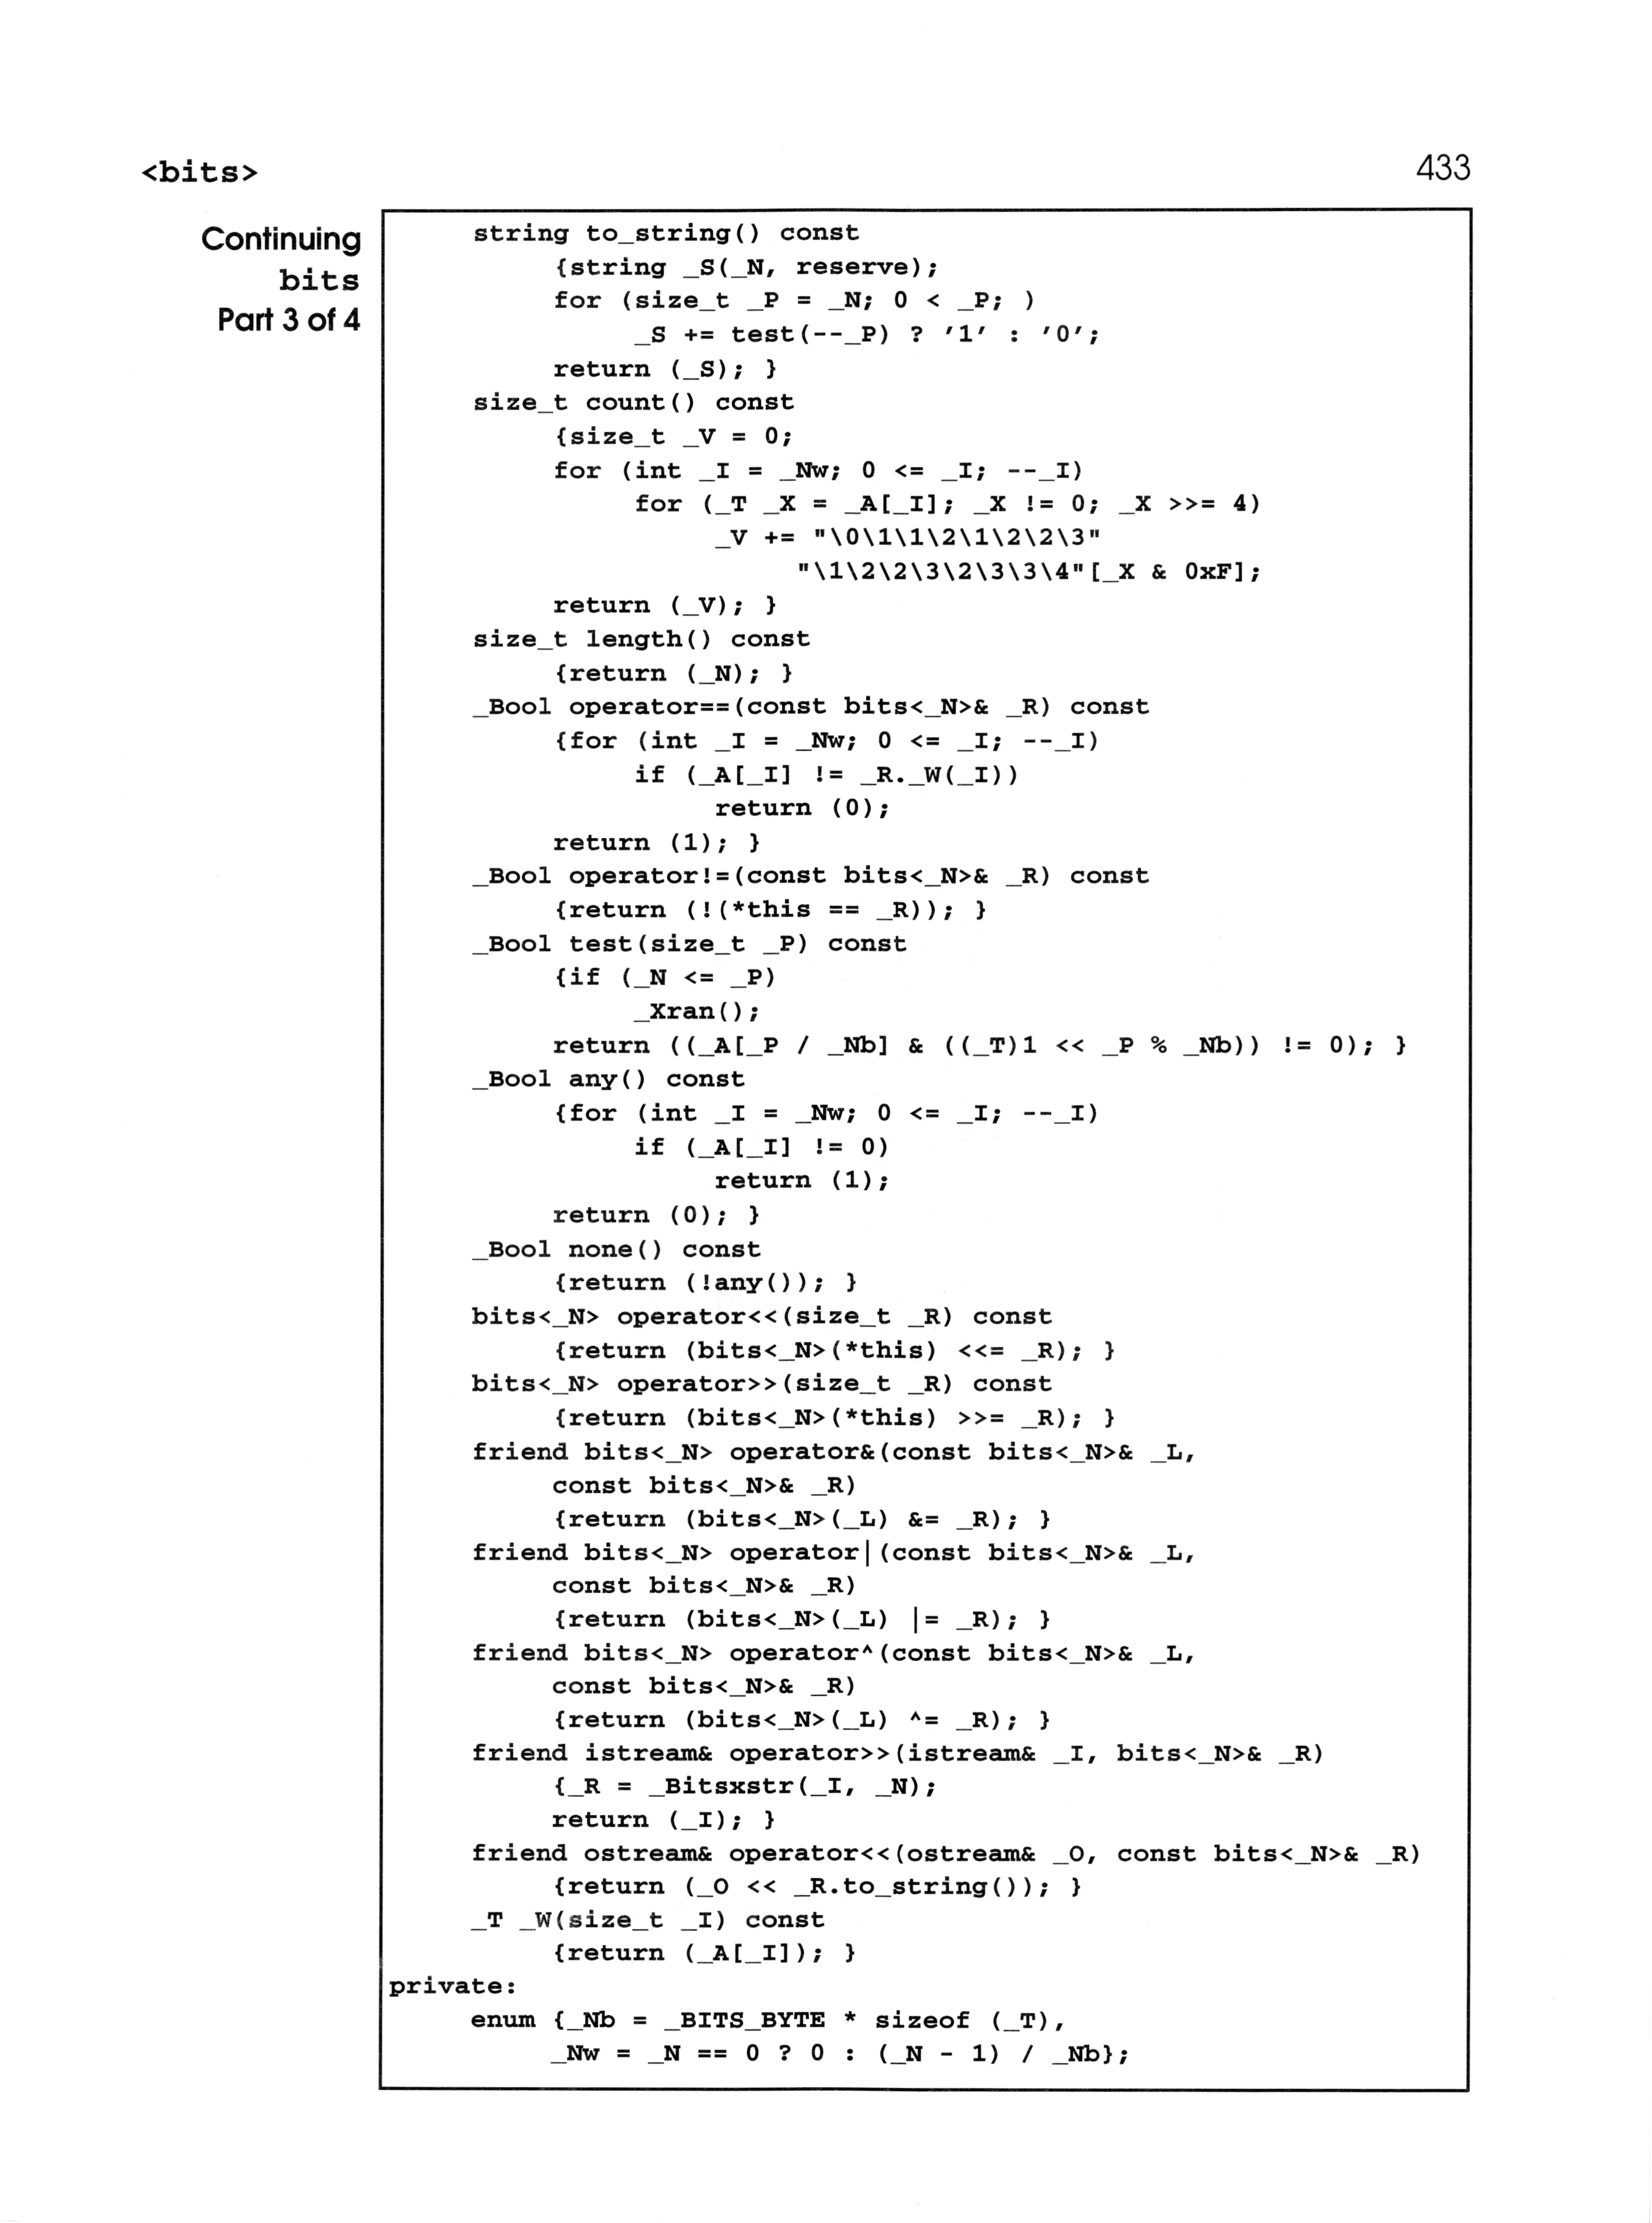 <bits>
433
Continuing
bits
Part 3 of 4
string to_string() const
{string _S(_N, reserve);
for (size_t _P = _N; 0 < _P; )
_S += test(--_P) ? '1' : '0';
return (_S); }
size_t count() const
{size_t _V = 0;
for (int _I = _Nw; 0 <= _I; --_I)
for (_T _X = _A[_I]; _X != 0; _X >>= 4)
_V += "\0\1\1\2\1\2\2\3"
"\1\2\2\3\2\3\3\4"[_X & 0xF];
return (_V); }
size_t length() const
{return (_N); }
_Bool operator==(const bits<_N>& _R) const
{for (int _I = _Nw; 0 <= _I; --_I)
if (_A[_I] != _R._W(_I))
return (0);
return (1); }
_Bool operator!=(const bits<_N>& _R) const
{return (!(*this == _R)); }
_Bool test(size_t _P) const
{if (_N <= _P)
_Xran();
return ((_A[_P / _Nb] & ((_T)1 << _P % _Nb)) != 0); }
_Bool any() const
{for (int _I = _Nw; 0 <= _I; --_I)
if (_A[_I] != 0)
return (1);
return (0); }
_Bool none() const
{return (!any()); }
bits<_N> operator<<(size_t _R) const
{return (bits<_N>(*this) <<= _R); }
bits<_N> operator>>(size_t _R) const
{return (bits<_N>(*this) >>= _R); }
friend bits<_N> operator&(const bits<_N>& _L,
const bits<_N>& _R)
{return (bits<_N>(_L) &= _R); }
friend bits<_N> operator|(const bits<_N>& _L,
const bits<_N>& _R)
{return (bits<_N>(_L) |= _R); }
friend bits<_N> operator^(const bits<_N>& _L,
const bits<_N>& _R)
{return (bits<_N>(_L) ^= _R); }
friend istream& operator>>(istream& _I, bits<_N>& _R)
{_R = _Bitsxstr(_I, _N);
return (_I); }
friend ostream& operator<<(ostream& _O, const bits<_N>& _R)
{return (_O << _R.to_string()); }
_T _W(size_t _I) const
{return (_A[_I]); }
private:
enum {_Nb = _BITS_BYTE * sizeof (_T),
_Nw = _N == 0 ? 0 : (_N - 1) / _Nb};